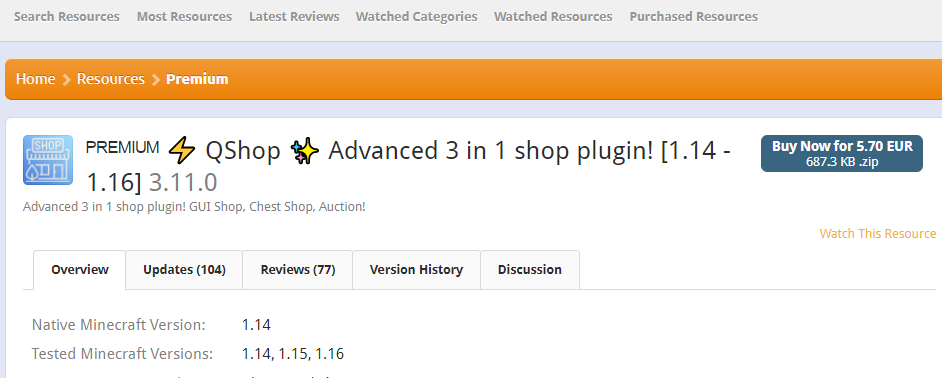 Search Resources Most Resources Latest Reviews Watched Categories Watched Resources Purchased Resources
Home Resources Premium
SHOP
PREMIUM ⚡ QShop ✨ Advanced 3 in 1 shop plugin! [1.14 -
1.16] 3.11.0
Buy Now for 5.70 EUR
687.3 KB .zip
Advanced 3 in 1 shop plugin! GUI Shop, Chest Shop, Auction!
Watch This Resource
Overview Updates (104) Reviews (77) Version History Discussion
Native Minecraft Version: 1.14
Tested Minecraft Versions: 1.14, 1.15, 1.16